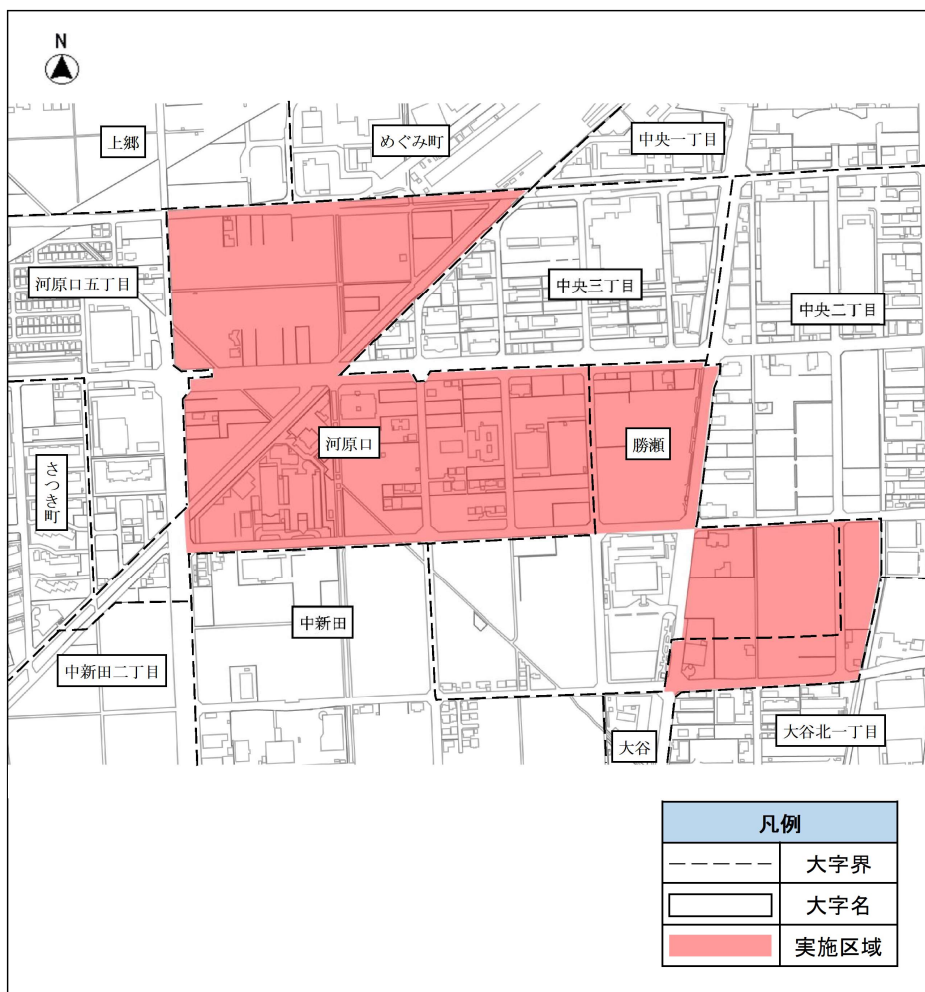 N
上郷
めぐみ町
中央一丁目
河原口五丁目
中央三丁目
中央二丁目
さつき町
河原口
勝瀬
中新田
中新田二丁目
大谷
大谷北一丁目
凡例
大字界
大字名
実施区域